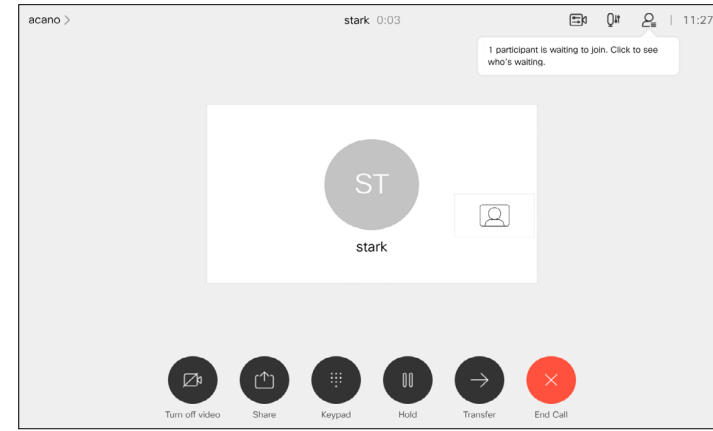 acano >
stark 0:03
11:27
1 participant is waiting to join. Click to see
who's waiting.
ST
stark
Turn off video
Share
Keypad
Hold
Transfer
End Call